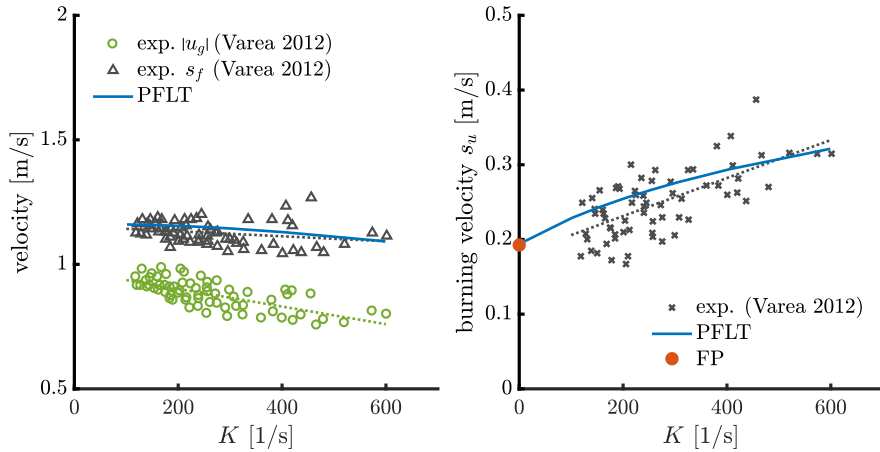 2
1.5
1
0.5
velocity [m/s]
exp. |u_g| (Varea 2012)
exp. s_f (Varea 2012)
PFLT
200
400
600
K [1/s]
0.5
0.4
0.3
0.2
0.1
0
burning velocity s_u [m/s]
exp. (Varea 2012)
PFLT
FP
0
200
400
600
K [1/s]